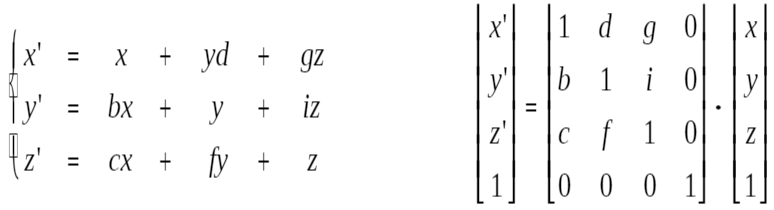 x' = x + yd + gz
y' = bx + y + iz
z' = cx + fy + z
[x'] = [1 d g 0] · [x]
[y'] [b 1 i 0] [y]
[z'] [c f 1 0] [z]
[1] [0 0 0 1] [1]